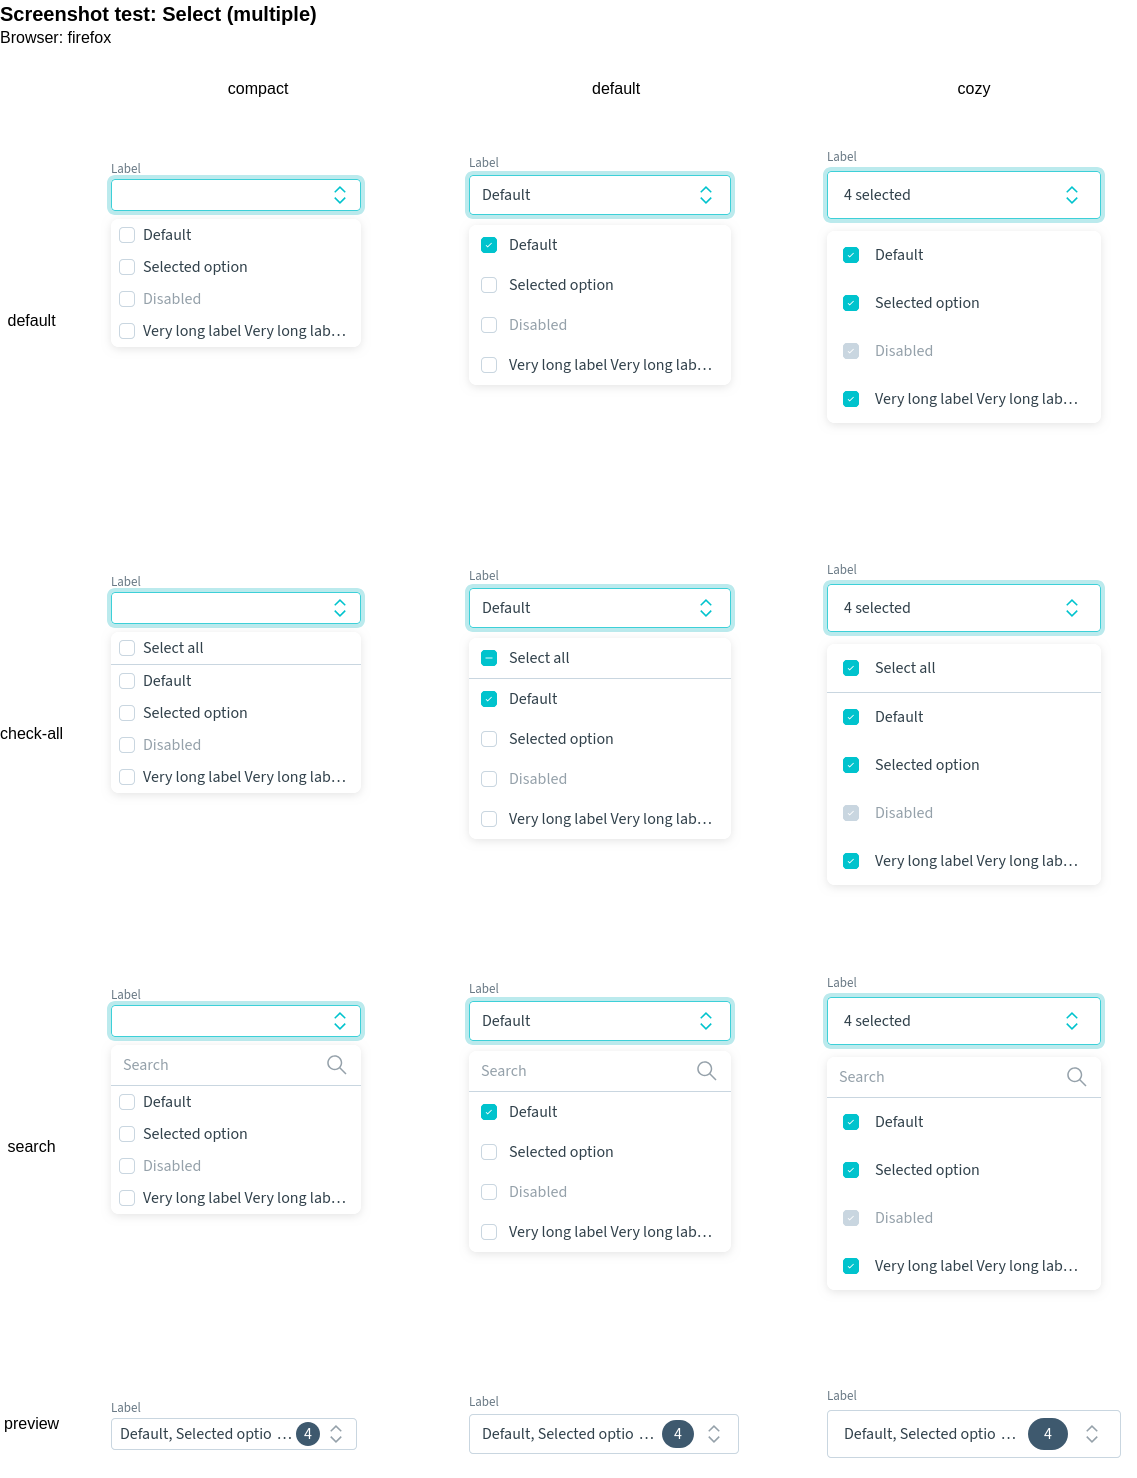 Screenshot test: Select (multiple)
Browser: firefox
compact
default
cozy
default
Label
Default
Selected option
Disabled
Very long label Very long lab…
Label
Default
Default
Selected option
Disabled
Very long label Very long lab…
Label
4 selected
Default
Selected option
Disabled
Very long label Very long lab…
check-all
Label
Select all
Default
Selected option
Disabled
Very long label Very long lab…
Label
Default
Select all
Default
Selected option
Disabled
Very long label Very long lab…
Label
4 selected
Select all
Default
Selected option
Disabled
Very long label Very long lab…
search
Label
Search
Default
Selected option
Disabled
Very long label Very long lab…
Label
Default
Search
Default
Selected option
Disabled
Very long label Very long lab…
Label
4 selected
Search
Default
Selected option
Disabled
Very long label Very long lab…
preview
Label
Default, Selected optio … 4
Label
Default, Selected optio … 4
Label
Default, Selected optio … 4